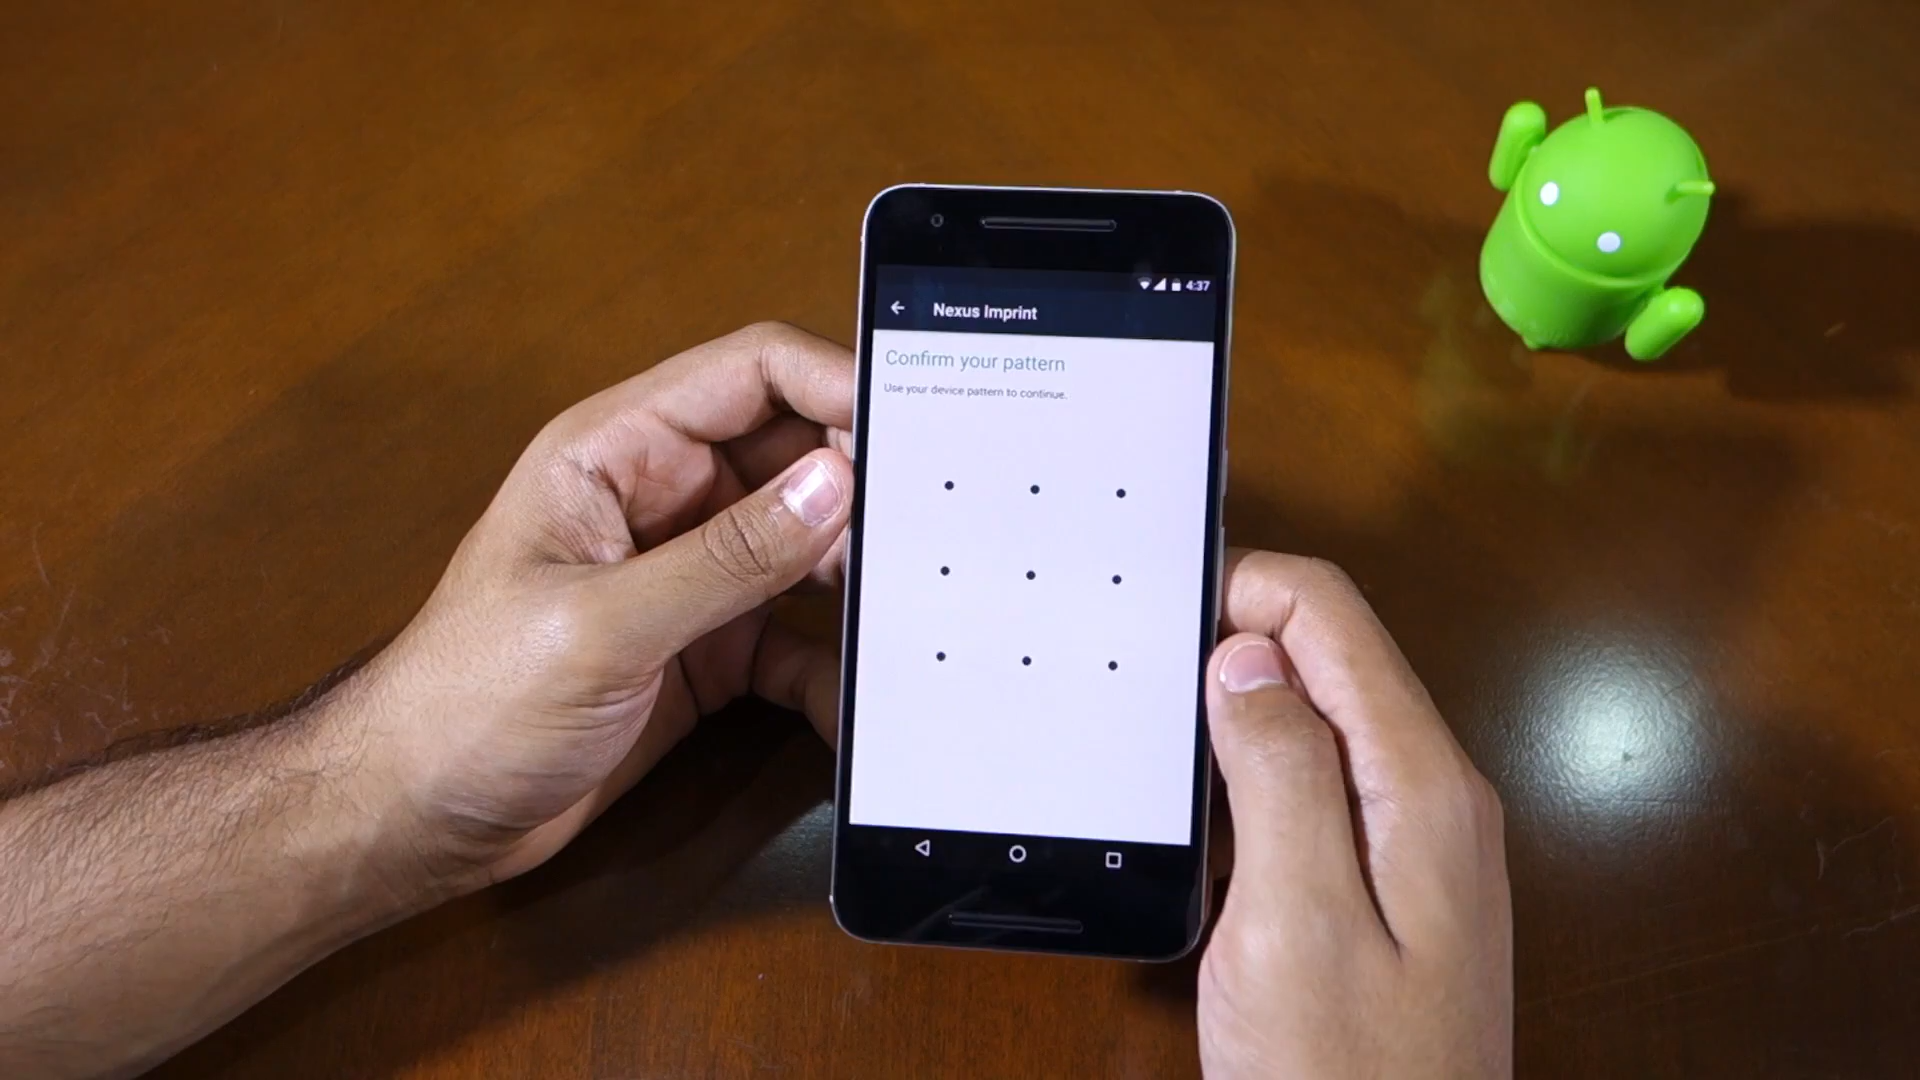 4:37
Nexus Imprint
Confirm your pattern
Use your device pattern to continue.